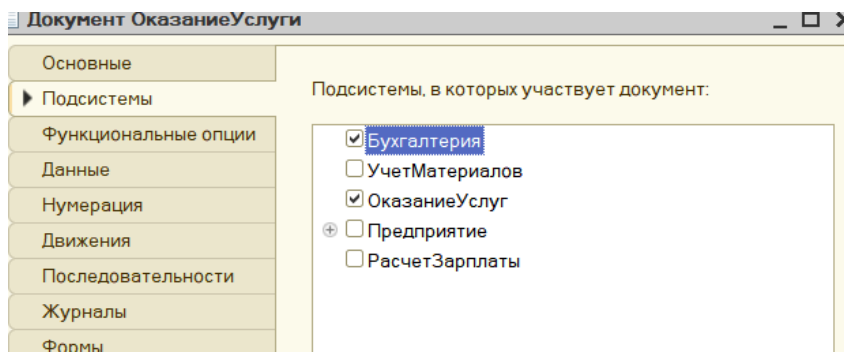 Документ ОказаниеУслуги
Основные
Подсистемы
Функциональные опции
Данные
Нумерация
Движения
Последовательности
Журналы
Формы
Подсистемы, в которых участвует документ:
Бухгалтерия
УчетМатериалов
ОказаниеУслуг
Предприятие
РасчетЗарплаты